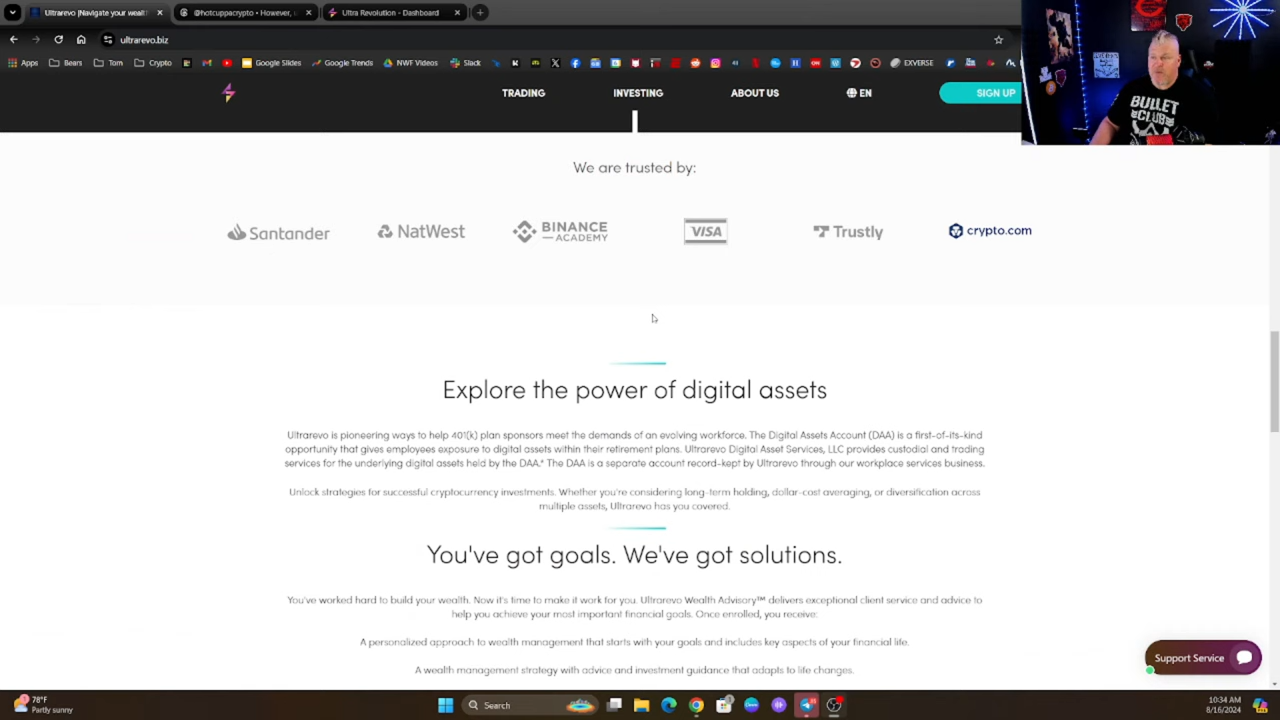 Ultrarevo |Navigate your wealt
@hotcuppacrypto • However, u
Ultra Revolution - Dashboard
ultrarevo.biz
Apps
Bears
Tom
Crypto
Google Slides
Google Trends
NWF Videos
Slack
EXVERSE
TRADING
INVESTING
ABOUT US
EN
SIGN UP
BULLET
CLUB
We are trusted by:
Santander
NatWest
BINANCE
ACADEMY
VISA
Trustly
crypto.com
Explore the power of digital assets
Ultrarevo is pioneering ways to help 401(k) plan sponsors meet the demands of an evolving workforce. The Digital Assets Account (DAA) is a first-of-its-kind
opportunity that gives employees exposure to digital assets within their retirement plans. Ultrarevo Digital Asset Services, LLC provides custodial and trading
services for the underlying digital assets held by the DAA.* The DAA is a separate account record-kept by Ultrarevo through our workplace services business.
Unlock strategies for successful cryptocurrency investments. Whether you're considering long-term holding, dollar-cost averaging, or diversification across
multiple assets, Ultrarevo has you covered.
You've got goals. We've got solutions.
You've worked hard to build your wealth. Now it's time to make it work for you. Ultrarevo Wealth Advisory™ delivers exceptional client service and advice to
help you achieve your most important financial goals. Once enrolled, you receive:
A personalized approach to wealth management that starts with your goals and includes key aspects of your financial life.
A wealth management strategy with advice and investment guidance that adapts to life changes.
Support Service
78°F
Partly sunny
Search
10:34 AM
8/16/2024